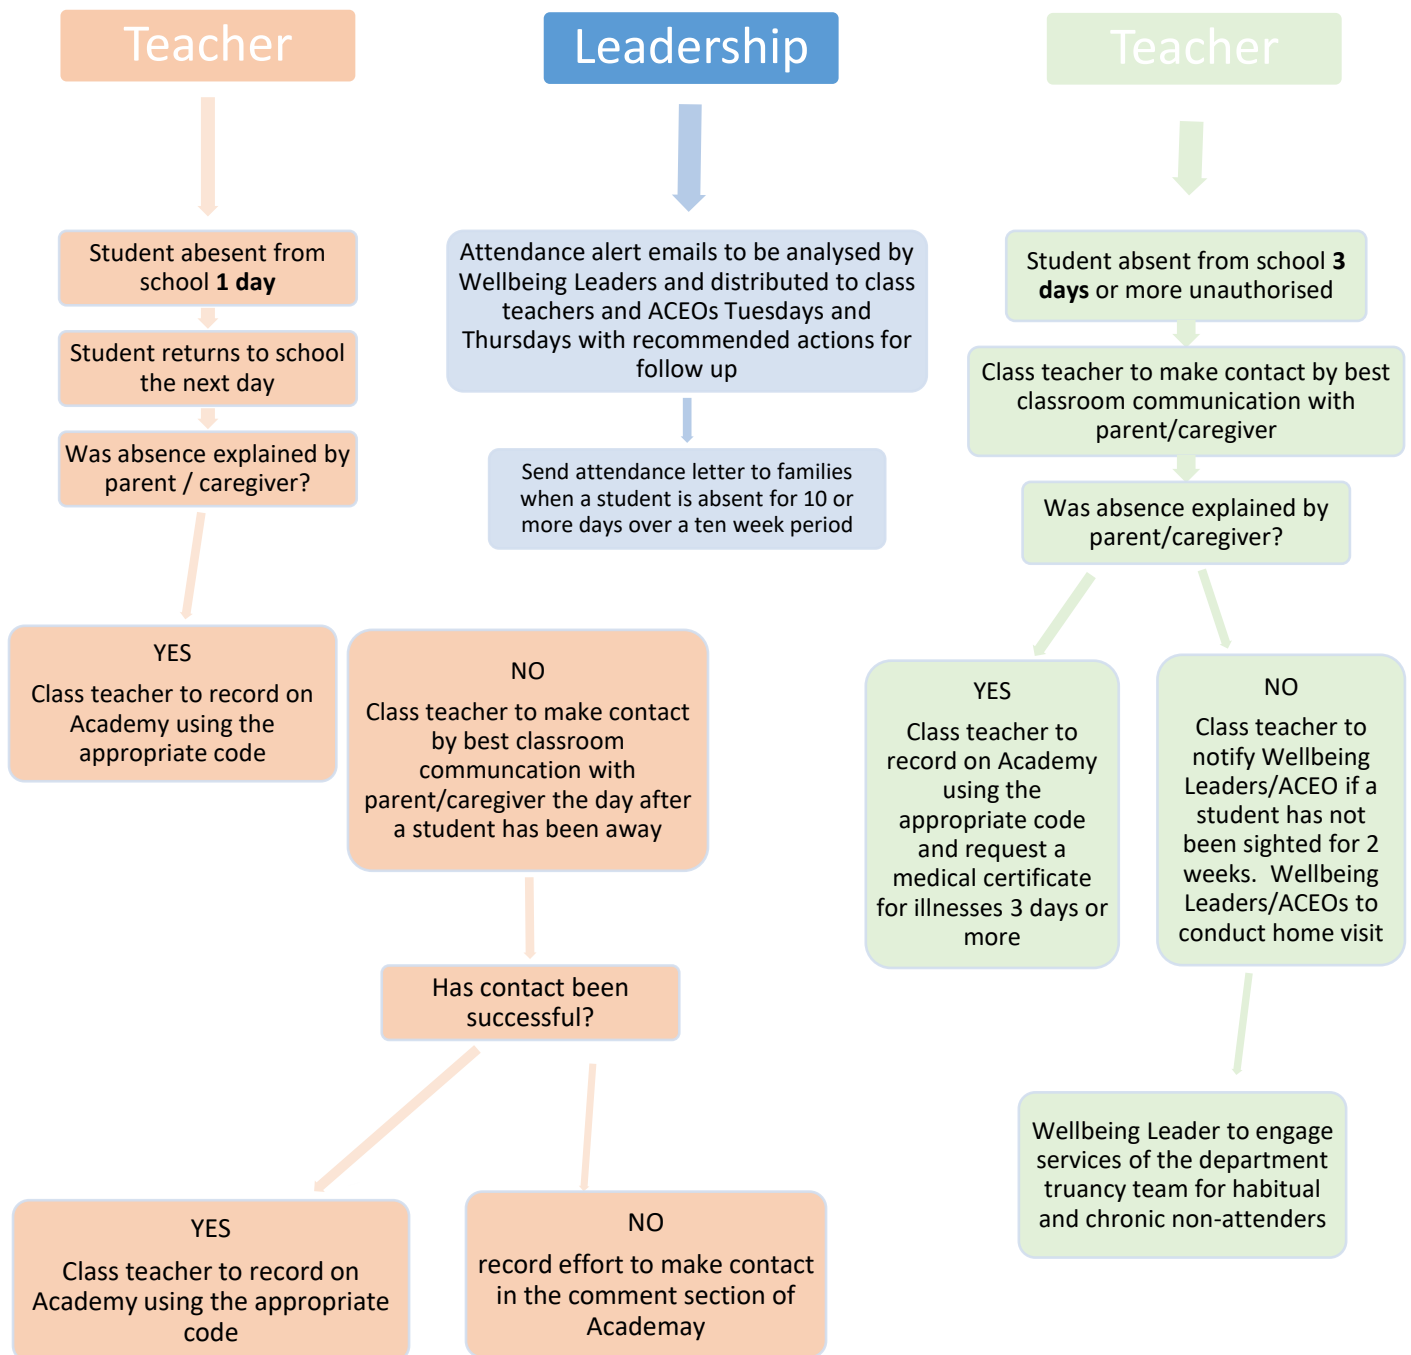 Teacher
Student abesent from
school 1 day
Student returns to school
the next day
Was absence explained by
parent / caregiver?
YES
Class teacher to record on
Academy using the
appropriate code
NO
Class teacher to make contact
by best classroom
communcation with
parent/caregiver the day after
a student has been away
Has contact been
successful?
YES
Class teacher to record on
Academy using the appropriate
code
NO
record effort to make contact
in the comment section of
Academay
Leadership
Attendance alert emails to be analysed by
Wellbeing Leaders and distributed to class
teachers and ACEOs Tuesdays and
Thursdays with recommended actions for
follow up
Send attendance letter to families
when a student is absent for 10 or
more days over a ten week period
Teacher
Student absent from school 3
days or more unauthorised
Class teacher to make contact by best
classroom communication with
parent/caregiver
Was absence explained by
parent/caregiver?
YES
Class teacher to
record on Academy
using the
appropriate code
and request a
medical certificate
for illnesses 3 days or
more
NO
Class teacher to
notify Wellbeing
Leaders/ACEO if a
student has not
been sighted for 2
weeks.  Wellbeing
Leaders/ACEOs to
conduct home visit
Wellbeing Leader to engage
services of the department
truancy team for habitual
and chronic non-attenders